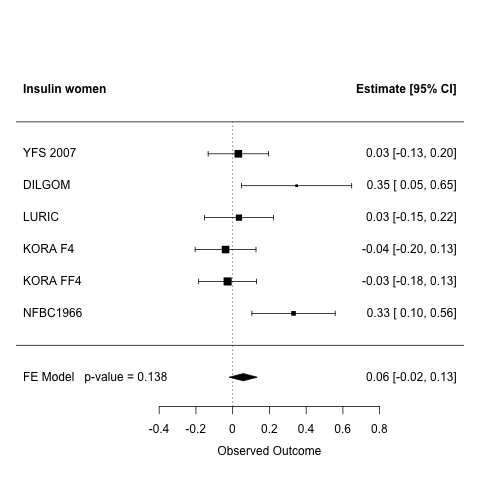 Insulin women Estimate [95% CI]
YFS 2007 0.03 [-0.13, 0.20]
DILGOM 0.35 [ 0.05, 0.65]
LURIC 0.03 [-0.15, 0.22]
KORA F4 -0.04 [-0.20, 0.13]
KORA FF4 -0.03 [-0.18, 0.13]
NFBC1966 0.33 [ 0.10, 0.56]
FE Model p-value = 0.138 0.06 [-0.02, 0.13]
-0.4 -0.2 0 0.2 0.4 0.6 0.8
Observed Outcome